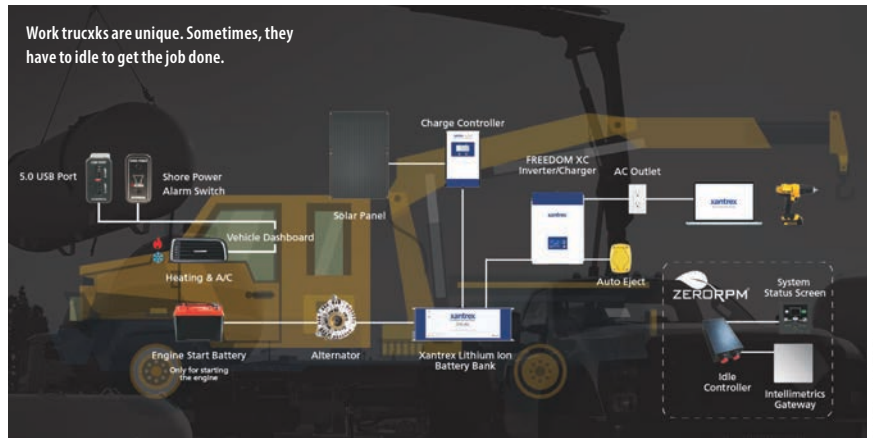 Work trucxks are unique. Sometimes, they
have to idle to get the job done.
Charge Controller
5.0 USB Port
Shore Power
Alarm Switch
FREEDOM XC
Inverter/Charger
AC Outlet
xantrex
xantrex
Solar Panel
Vehicle Dashboard
Heating & A/C
Auto Eject
ZERORPM
System
Status Screen
xantrex
Engine Start Battery
Only for starting
the engine
Alternator
Xantrex Lithium Ion
Battery Bank
Idle
Controller
Intellimetrics
Gateway